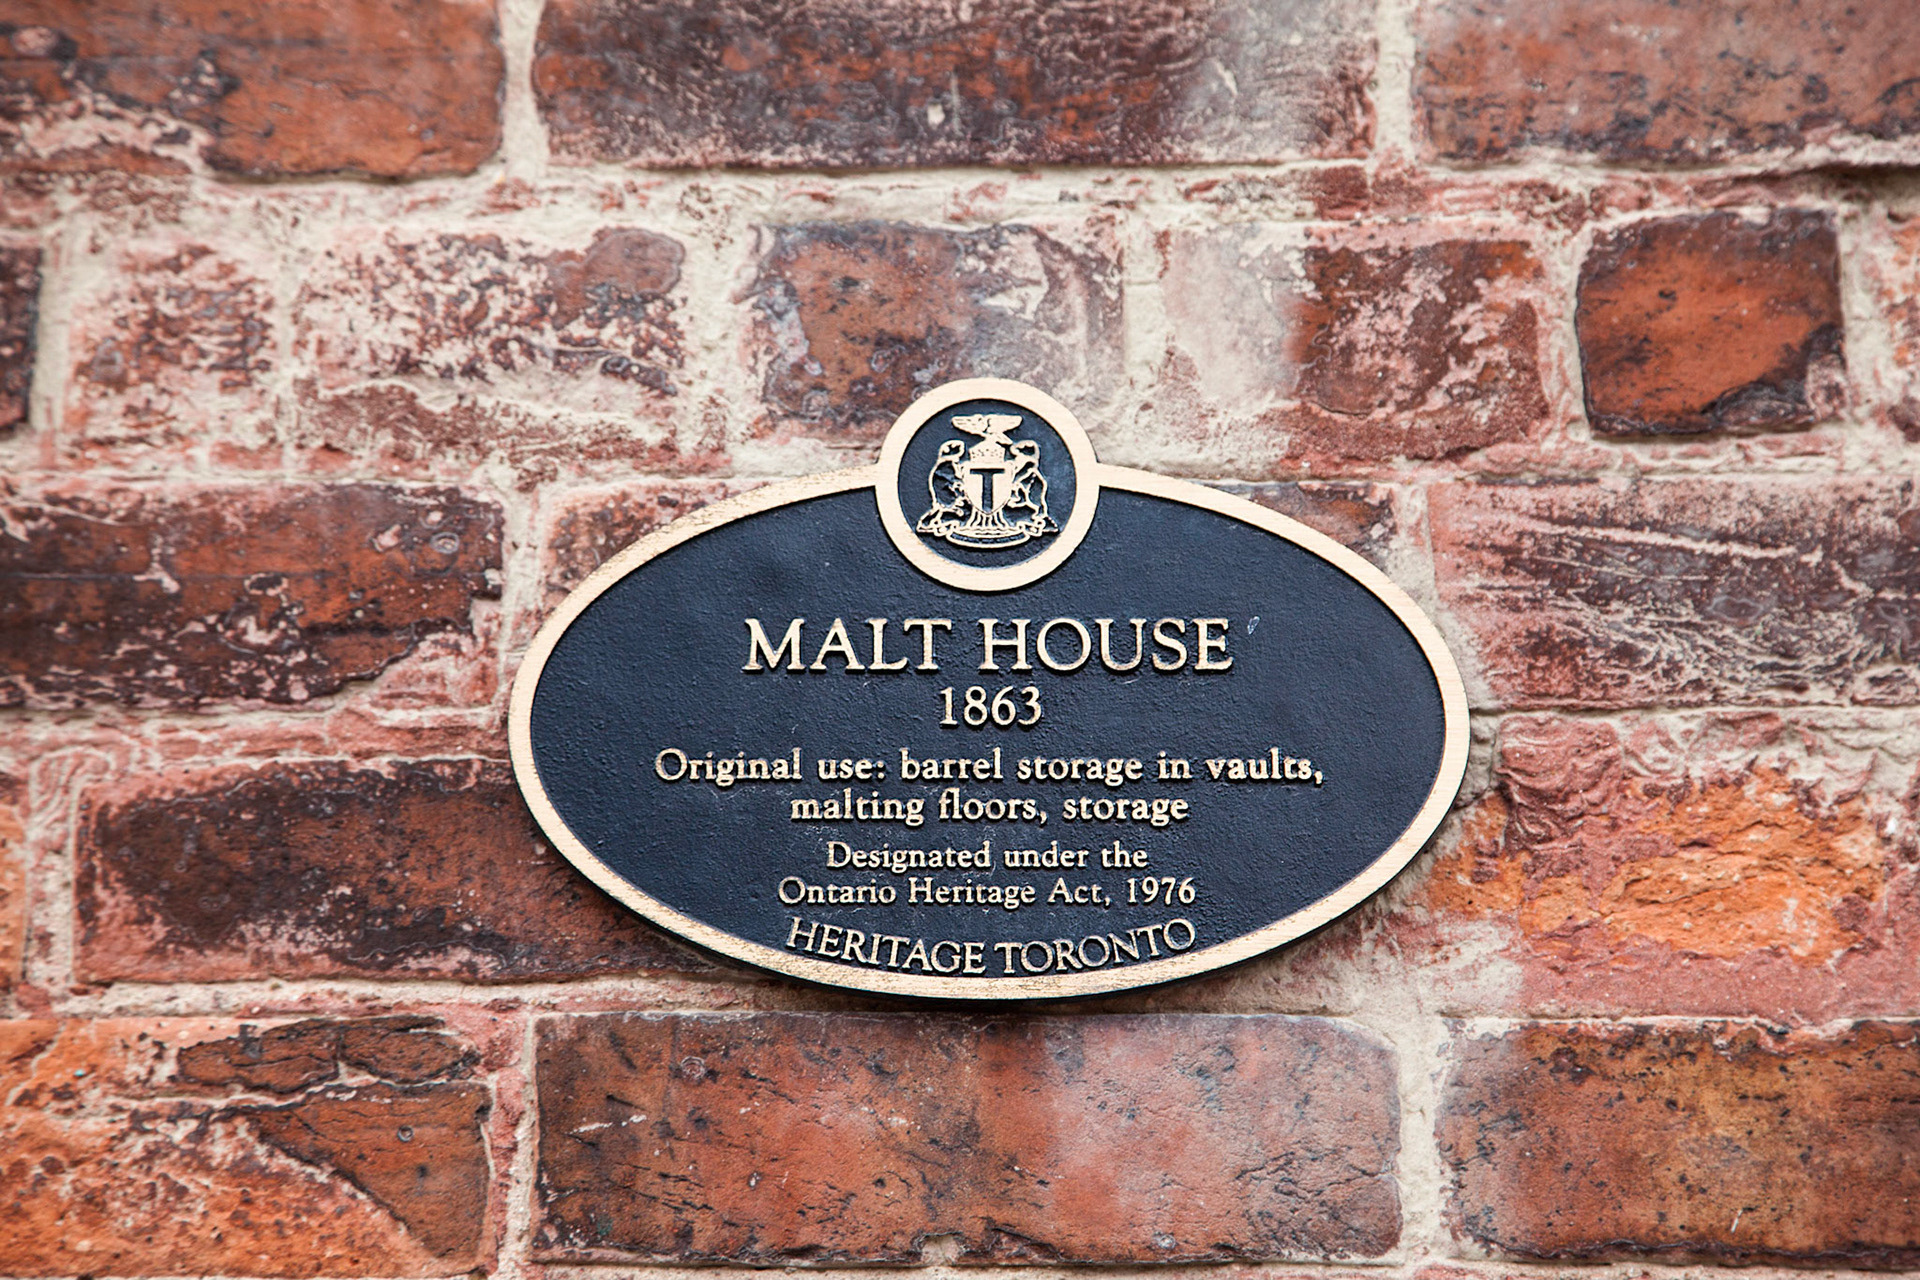 T
MALT HOUSE
1863
Original use: barrel storage in vaults,
malting floors, storage
Designated under the
Ontario Heritage Act, 1976
HERITAGE TORONTO